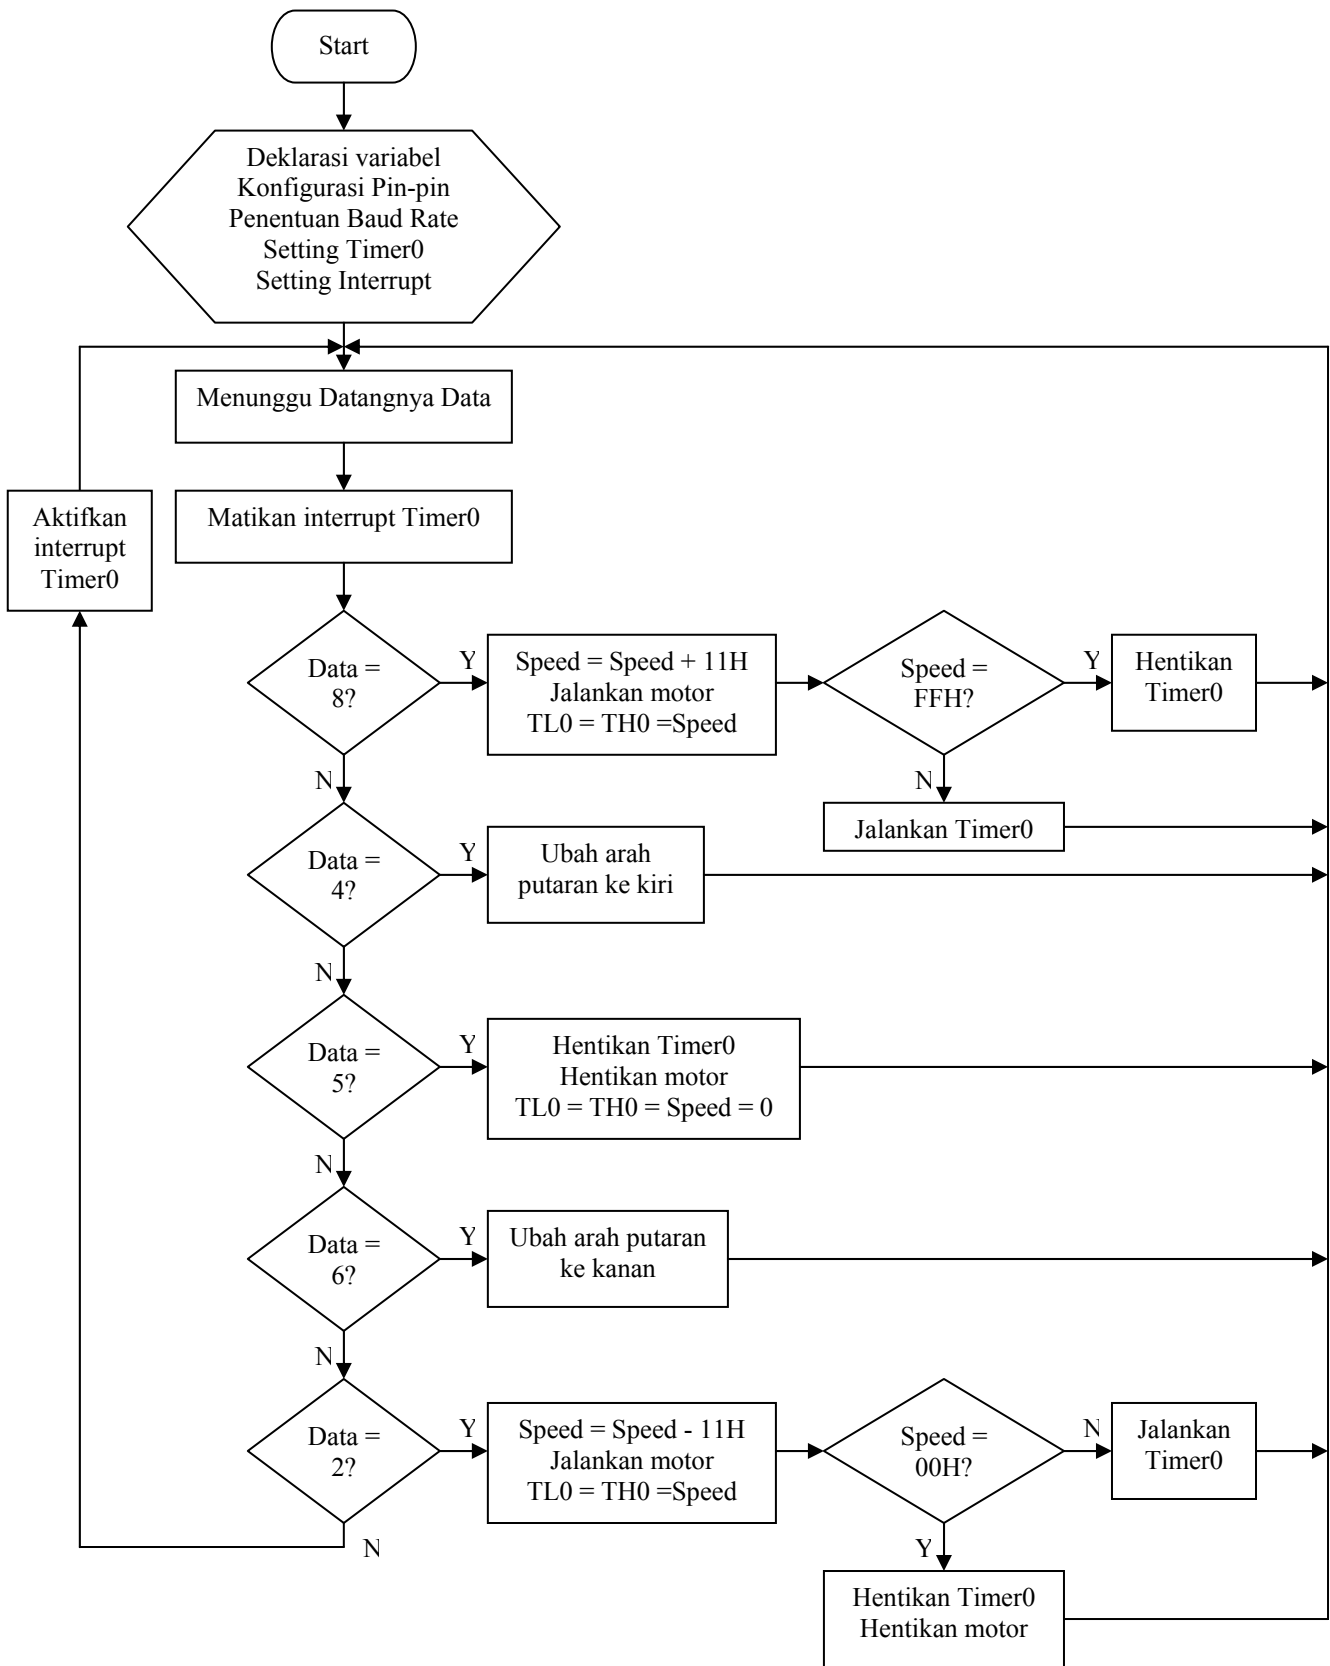 Start
Deklarasi variabel
Konfigurasi Pin-pin
Penentuan Baud Rate
Setting Timer0
Setting Interrupt
Menunggu Datangnya Data
Aktifkan
interrupt
Timer0
Matikan interrupt Timer0
Data =
8?
Y
Speed = Speed + 11H
Jalankan motor
TL0 = TH0 =Speed
Speed =
FFH?
Y
Hentikan
Timer0
N
N
Jalankan Timer0
Data =
4?
Y
Ubah arah
putaran ke kiri
N
Data =
5?
Y
Hentikan Timer0
Hentikan motor
TL0 = TH0 = Speed = 0
N
Data =
6?
Y
Ubah arah putaran
ke kanan
N
Data =
2?
Y
Speed = Speed - 11H
Jalankan motor
TL0 = TH0 =Speed
Speed =
00H?
N
Jalankan
Timer0
N
Y
Hentikan Timer0
Hentikan motor